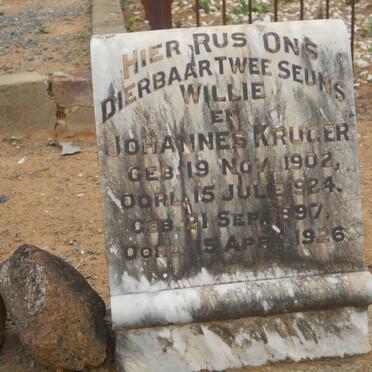 HIER RUS ONS
DIERBAAR TWEE SEUNS
WILLIE
EN
JOHANNES KRUGER
GEB. 19 NOV. 1902,
OORL. 15 JULIE 1924.
GEB. 21 SEP. 1897,
OORL. 15 APRIL 1926